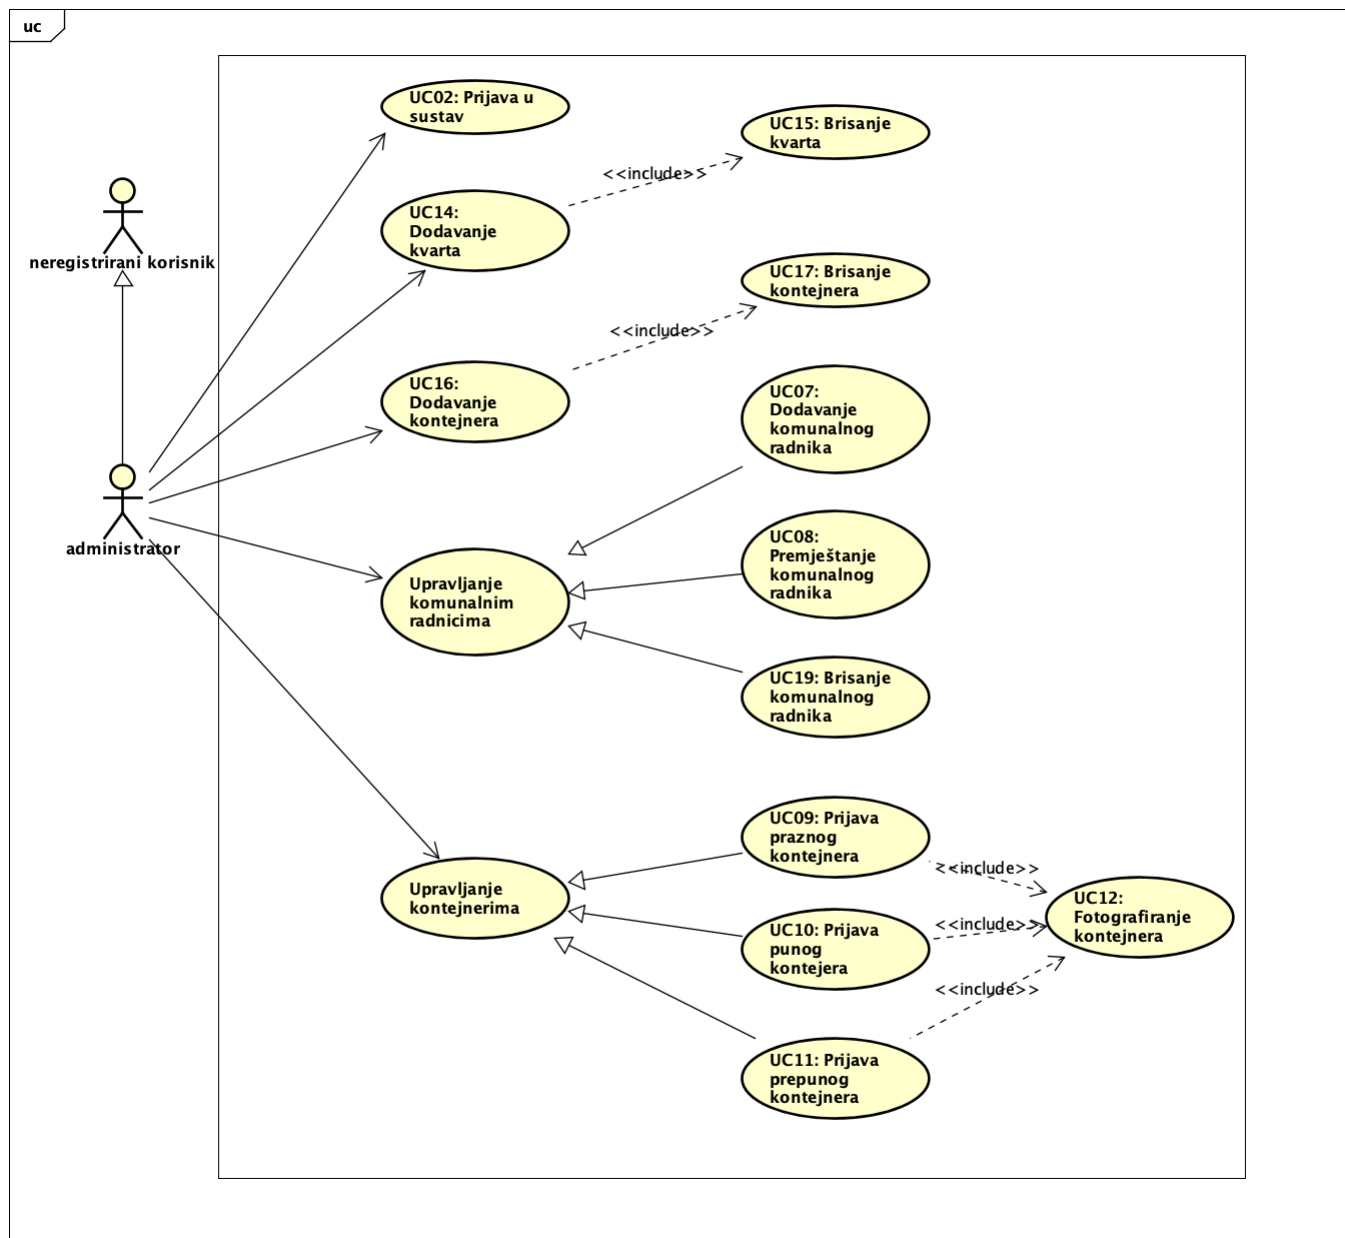 uc
UC02: Prijava u
sustav
UC15: Brisanje
kvarta
<<include>>
UC14:
Dodavanje
kvarta
neregistrirani korisnik
UC17: Brisanje
kontejnera
<<include>>
UC16:
Dodavanje
kontejnera
UC07:
Dodavanje
komunalnog
radnika
administrator
UC08:
Premještanje
komunalnog
radnika
Upravljanje
komunalnim
radnicima
UC19: Brisanje
komunalnog
radnika
UC09: Prijava
praznog
kontejnera
<<include>>
Upravljanje
kontejnerima
UC12:
Fotografiranje
kontejnera
UC10: Prijava
punog
kontejera
<<include>>
<<include>>
UC11: Prijava
prepunog
kontejnera